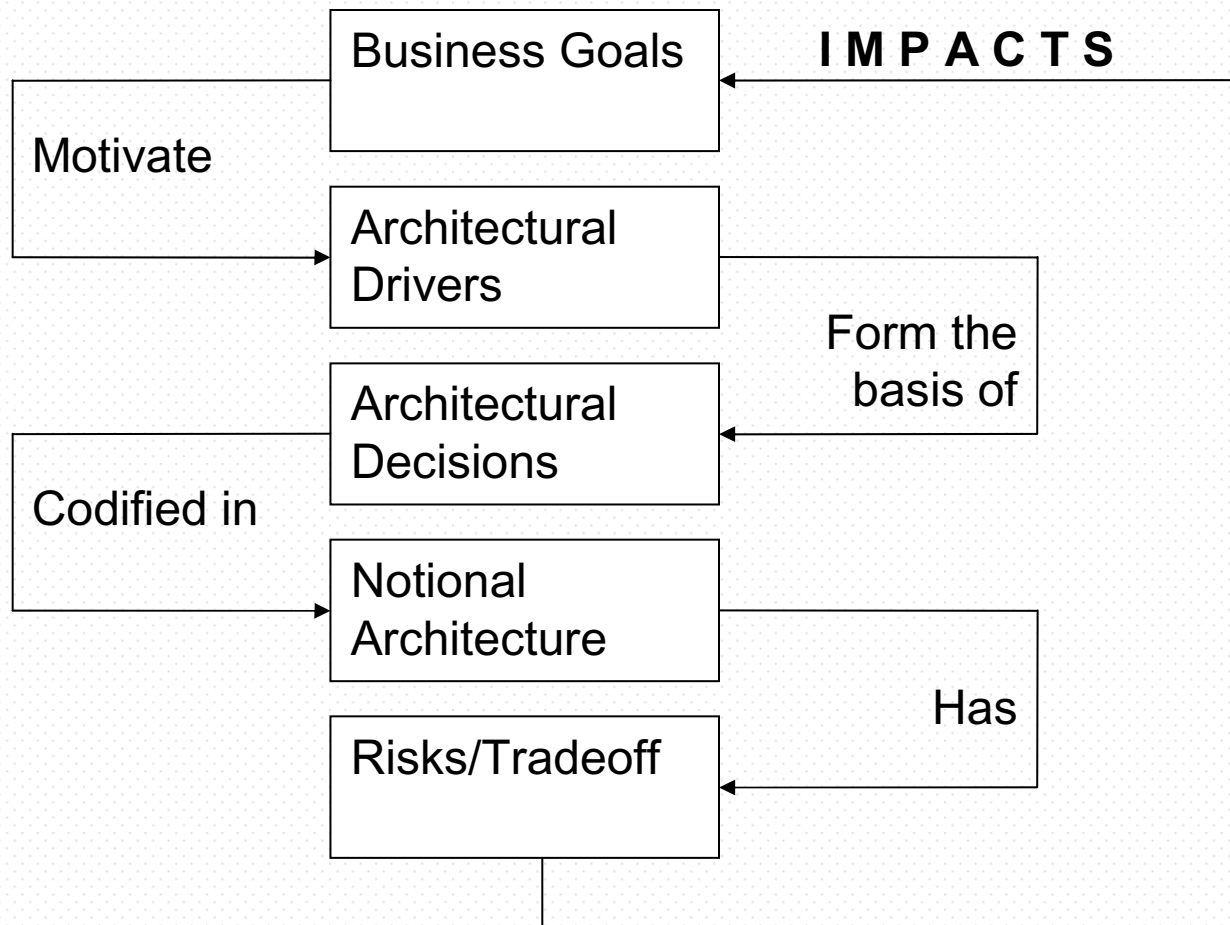 Business Goals
I M P A C T S
Motivate
Architectural
Drivers
Form the
basis of
Architectural
Decisions
Codified in
Notional
Architecture
Has
Risks/Tradeoff